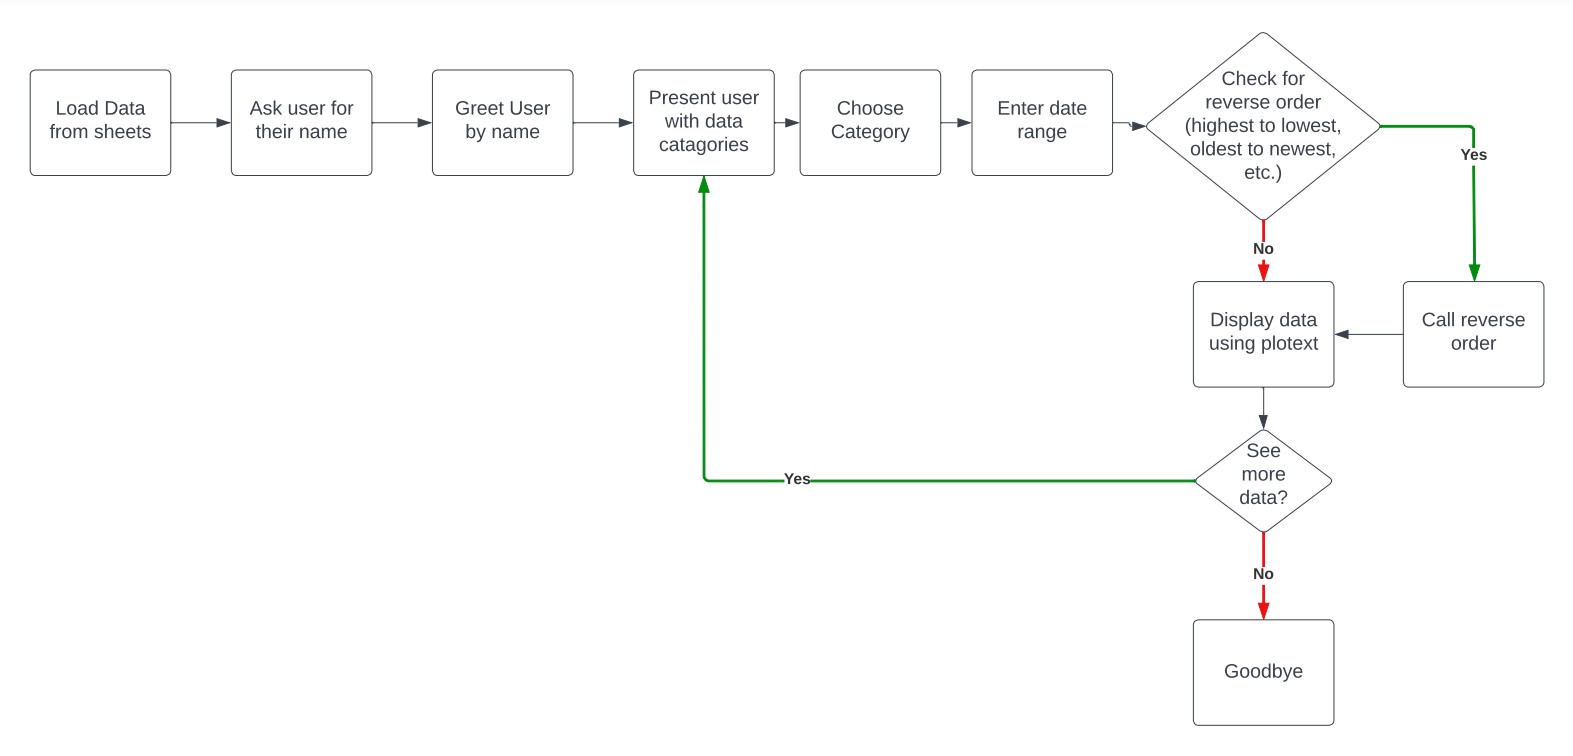 Load Data
from sheets
Ask user for
their name
Greet User
by name
Present user
with data
catagories
Choose
Category
Enter date
range
Check for
reverse order
(highest to lowest,
oldest to newest,
etc.)
Yes
No
Display data
using plotext
Call reverse
order
See
more
data?
Yes
No
Goodbye